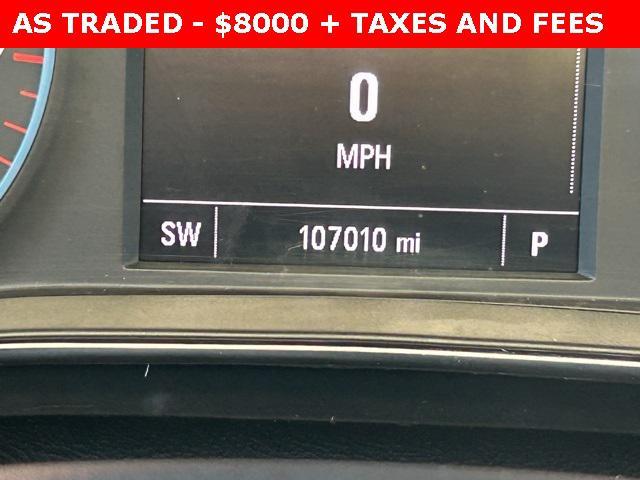 AS TRADED - $8000 + TAXES AND FEES
0
MPH
SW 107010 mi P